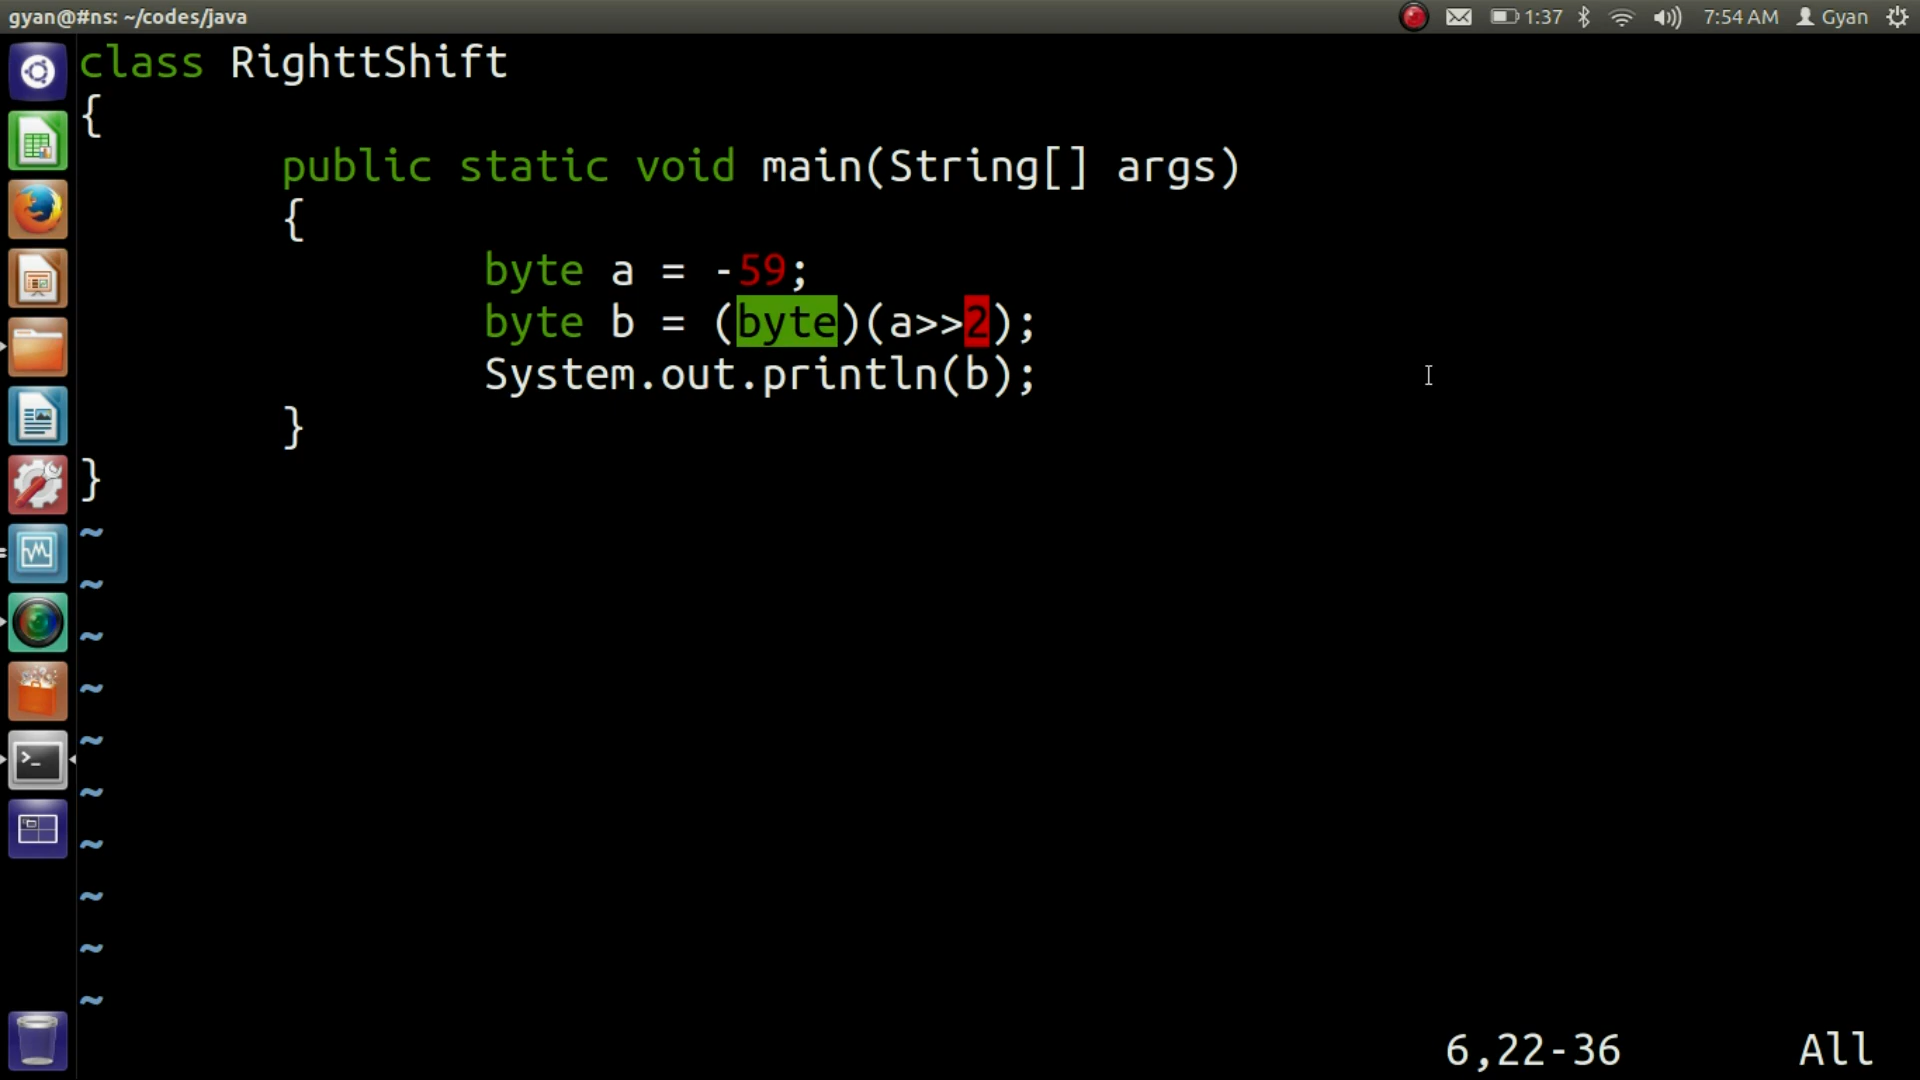 gyan@#ns: ~/codes/java 1:37 7:54 AM Gyan
class RighttShift
{
public static void main(String[] args)
{
byte a = -59;
byte b = (byte)(a>>2);
System.out.println(b);
}
}
~
~
~
~
~
~
~
~
~
~
6,22-36 All